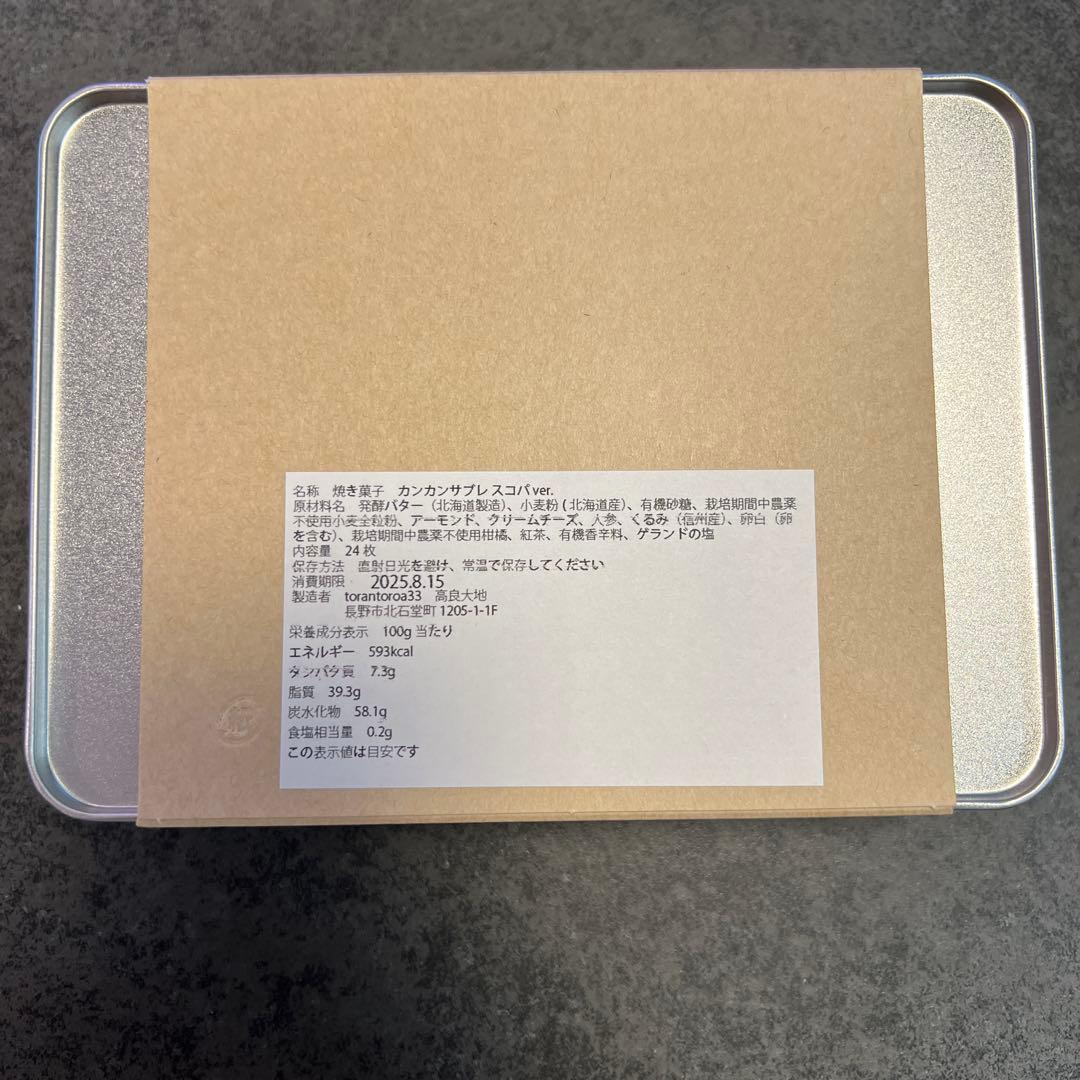 名称　焼き菓子　カンカンサブレ スコパ ver.
原材料名　発酵バター（北海道製造）、小麦粉 ( 北海道産）、有機砂糖、栽培期間中農薬
不使用小麦全粒粉、アーモンド、クリームチーズ、人参、くるみ（信州産）、卵白（卵
を含む）、栽培期間中農薬不使用柑橘、紅茶、有機香辛料、ゲランドの塩
内容量　24 枚
保存方法　直射日光を避け、常温で保存してください
消費期限　2025.8.15
製造者　torantoroa33　高良大地
長野市北石堂町 1205-1-1F
栄養成分表示　100g 当たり
エネルギー　593kcal
タンパク質　7.3g
脂質　39.3g
炭水化物　58.1g
食塩相当量　0.2g
この表示値は目安です